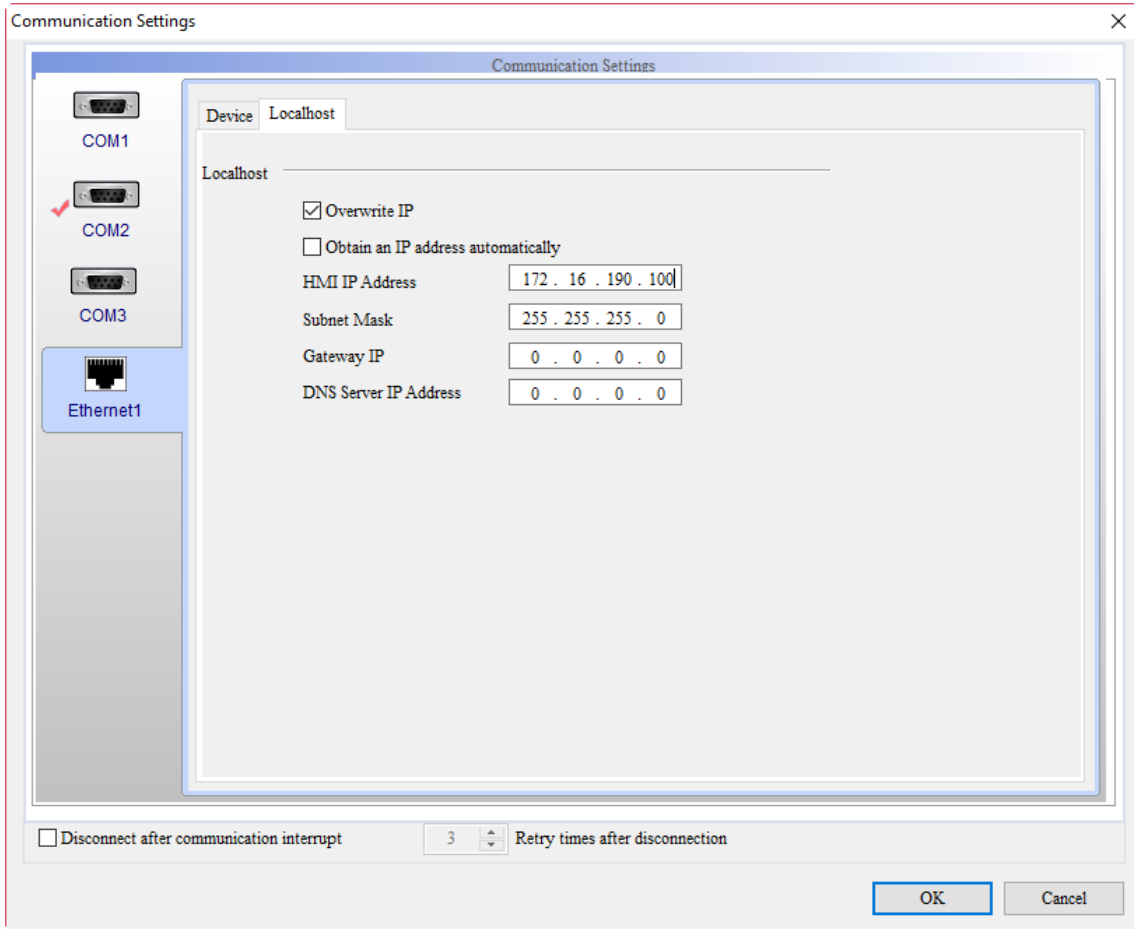 Communication Settings
Communication Settings
COM1
COM2
COM3
Ethernet1
Device Localhost
Localhost
Overwrite IP
Obtain an IP address automatically
HMI IP Address 172 . 16 . 190 . 100
Subnet Mask 255 . 255 . 255 . 0
Gateway IP 0 . 0 . 0 . 0
DNS Server IP Address 0 . 0 . 0 . 0
Disconnect after communication interrupt 3 Retry times after disconnection
OK Cancel